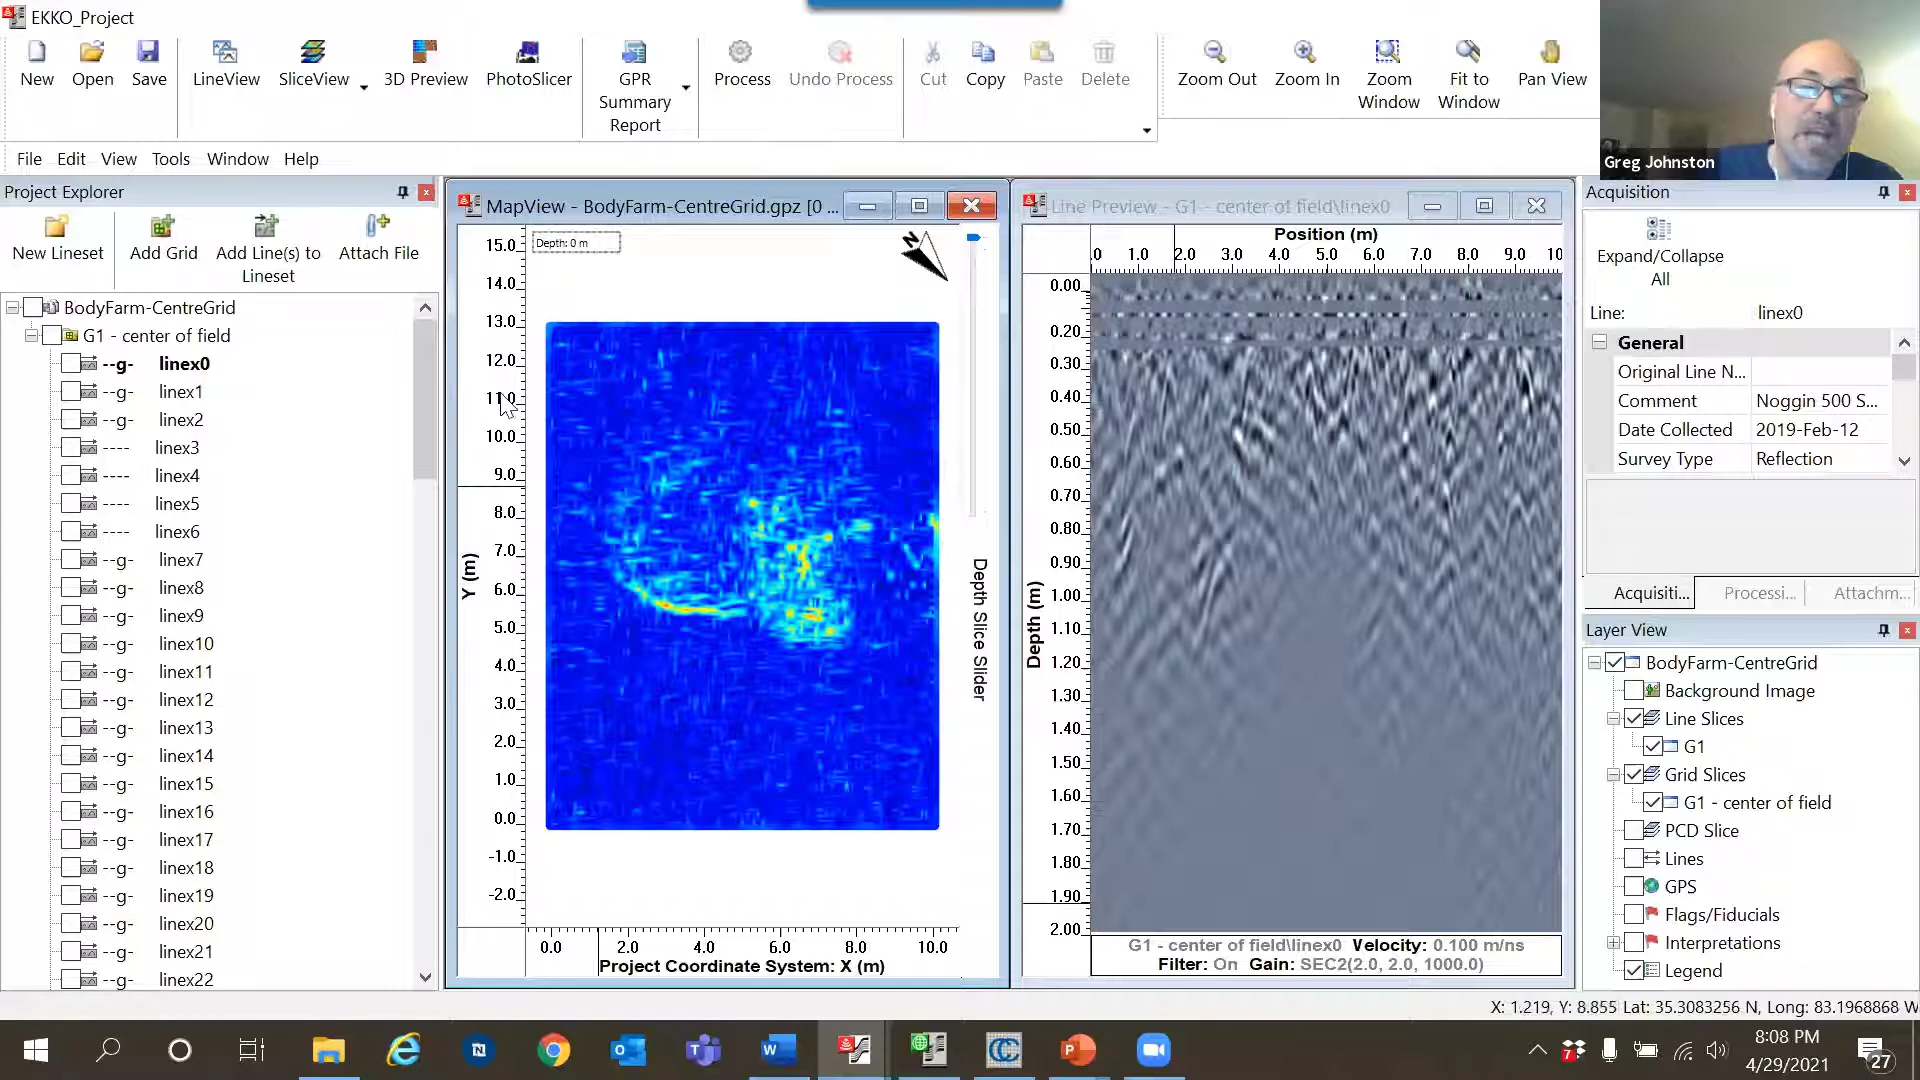 EKKO_Project
New
Open
Save
LineView
SliceView
3D Preview
PhotoSlicer
GPR Summary Report
Process
Undo Process
Cut
Copy
Paste
Delete
Zoom Out
Zoom In
Zoom Window
Fit to Window
Pan View
Greg Johnston
File Edit View Tools Window Help
Project Explorer
New Lineset
Add Grid
Add Line(s) to Lineset
Attach File
BodyFarm-CentreGrid
G1 - center of field
--g- linex0
--g- linex1
--g- linex2
---- linex3
---- linex4
---- linex5
---- linex6
--g- linex7
--g- linex8
--g- linex9
--g- linex10
--g- linex11
--g- linex12
--g- linex13
--g- linex14
--g- linex15
--g- linex16
--g- linex17
--g- linex18
--g- linex19
--g- linex20
--g- linex21
--g- linex22
MapView - BodyFarm-CentreGrid.gpz [0 ...
Depth: 0 m
N
15.0
14.0
13.0
12.0
11.0
10.0
9.0
8.0
7.0
6.0
5.0
4.0
3.0
2.0
1.0
0.0
-1.0
-2.0
Y (m)
Depth Slice Slider
0.0 2.0 4.0 6.0 8.0 10.0
Project Coordinate System: X (m)
Line Preview - G1 - center of field\linex0
Position (m)
.0 1.0 2.0 3.0 4.0 5.0 6.0 7.0 8.0 9.0 10
0.00
0.20
0.30
0.40
0.50
0.60
0.70
0.80
0.90
1.00
1.10
1.20
1.30
1.40
1.50
1.60
1.70
1.80
1.90
2.00
Depth (m)
G1 - center of field\linex0 Velocity: 0.100 m/ns
Filter: On Gain: SEC2(2.0, 2.0, 1000.0)
Acquisition
Expand/Collapse All
Line: linex0
General
Original Line N...
Comment Noggin 500 S...
Date Collected 2019-Feb-12
Survey Type Reflection
Acquisiti... Processi... Attachm...
Layer View
BodyFarm-CentreGrid
Background Image
Line Slices
G1
Grid Slices
G1 - center of field
PCD Slice
Lines
GPS
Flags/Fiducials
Interpretations
Legend
X: 1.219, Y: 8.855 Lat: 35.3083256 N, Long: 83.1968868 W
8:08 PM
4/29/2021
27